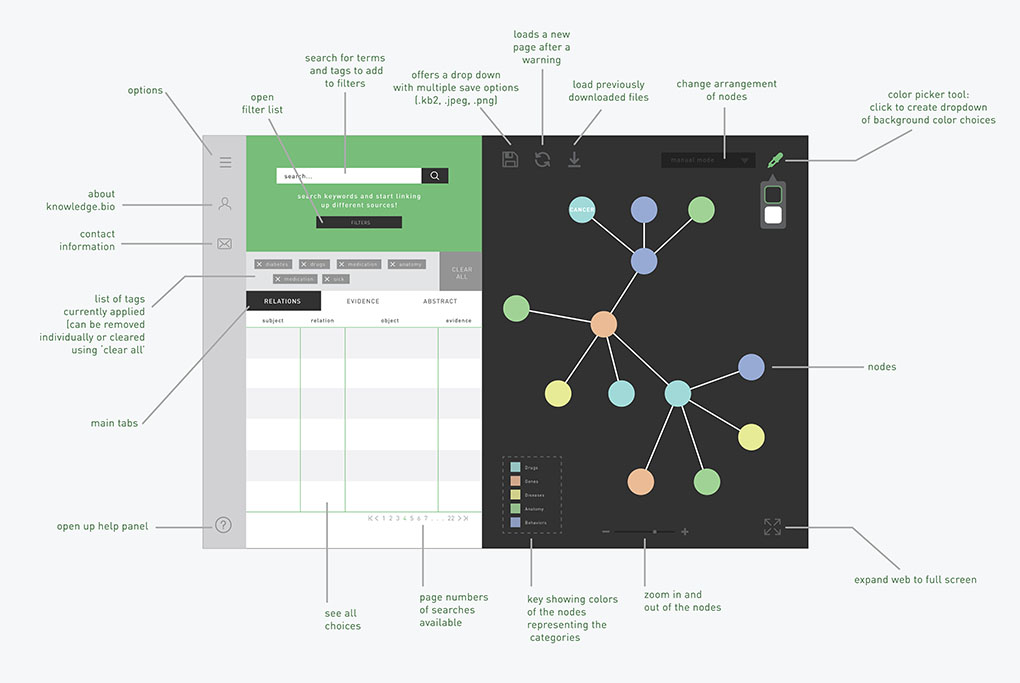 loads a new
page after a
warning
search for terms
and tags to add
to filters
offers a drop down
with multiple save options
(.kb2, .jpeg, .png)
load previously
downloaded files
change arrangement
of nodes
color picker tool:
click to create dropdown
of background color choices
options
open
filter list
about
knowledge.bio
contact
information
list of tags
currently applied
(can be removed
individually or cleared
using 'clear all'
main tabs
open up help panel
search...
search keywords and start linking
up different sources!
FILTERS
diabetes
drugs
medication
anatomy
medication
sick
CLEAR
ALL
RELATIONS
EVIDENCE
ABSTRACT
subject
relation
object
evidence
|< < 1 2 3 4 5 6 7 . . . 22 > >|
manual mode
CANCER
Drugs
Genes
Diseases
Anatomy
Behaviors
nodes
see all
choices
page numbers
of searches
available
key showing colors
of the nodes
representing the
categories
zoom in and
out of the nodes
expand web to full screen